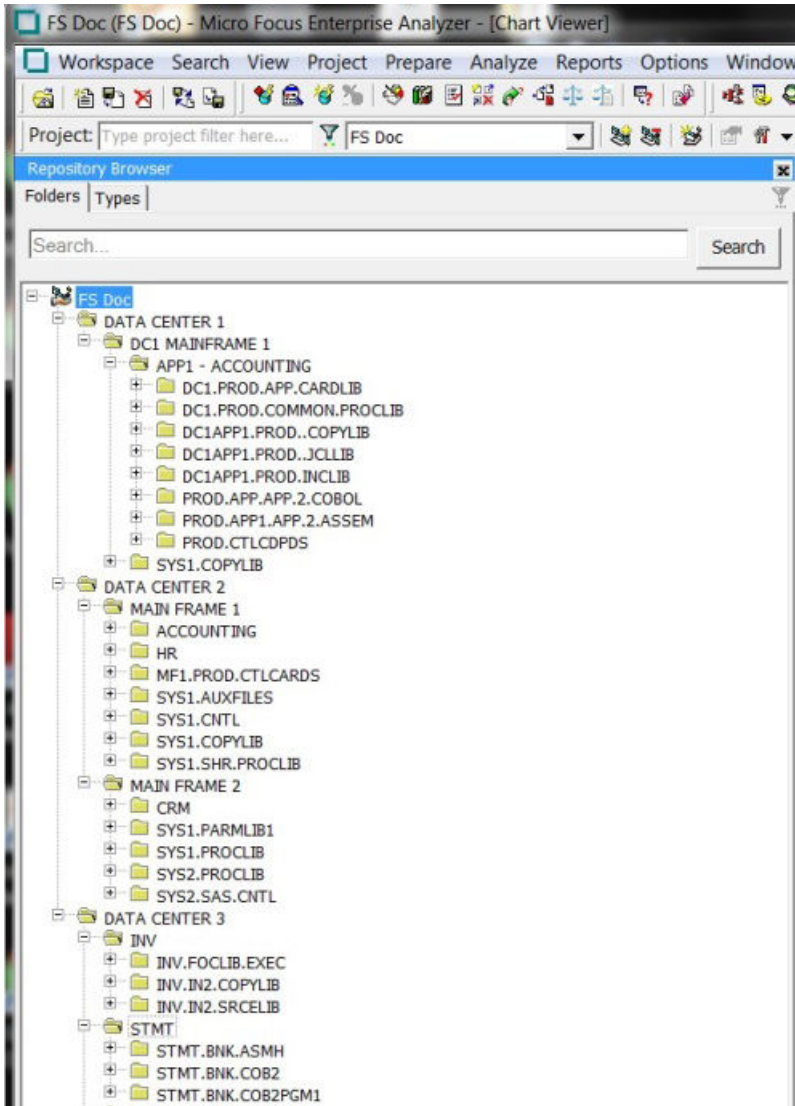 FS Doc (FS Doc) - Micro Focus Enterprise Analyzer - [Chart Viewer]
Workspace Search View Project Prepare Analyze Reports Options Window
Project: Type project filter here... FS Doc
Repository Browser
Folders Types
Search... Search
FS Doc
DATA CENTER 1
DC1 MAINFRAME 1
APP1 - ACCOUNTING
DC1.PROD.APP.CARDLIB
DC1.PROD.COMMON.PROCLIB
DC1APP1.PROD..COPYLIB
DC1APP1.PROD..JCLLIB
DC1APP1.PROD.INCLIB
PROD.APP.APP.2.COBOL
PROD.APP1.APP.2.ASSEM
PROD.CTLCDPDS
SYS1.COPYLIB
DATA CENTER 2
MAIN FRAME 1
ACCOUNTING
HR
MF1.PROD.CTLCARDS
SYS1.AUXFILES
SYS1.CNTL
SYS1.COPYLIB
SYS1.SHR.PROCLIB
MAIN FRAME 2
CRM
SYS1.PARMLIB1
SYS1.PROCLIB
SYS2.PROCLIB
SYS2.SAS.CNTL
DATA CENTER 3
INV
INV.FOCLIB.EXEC
INV.IN2.COPYLIB
INV.IN2.SRCELIB
STMT
STMT.BNK.ASMH
STMT.BNK.COB2
STMT.BNK.COB2PGM1